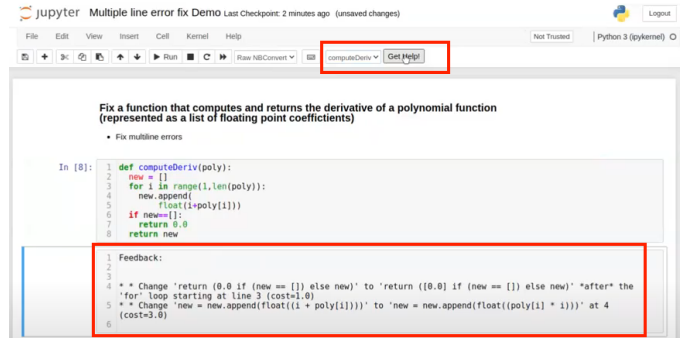 jupyter Multiple line error fix Demo Last Checkpoint: 2 minutes ago (unsaved changes) Logout
File Edit View Insert Cell Kernel Help Not Trusted Python 3 (ipykernel)
Run Raw NBConvert computeDeriv Get Help!
Fix a function that computes and returns the derivative of a polynomial function
(represented as a list of floating point coeffictients)
• Fix multiline errors
In [8]: 1 def computeDeriv(poly):
2 new = []
3 for i in range(1,len(poly)):
4 new.append(
5 float(i+poly[i]))
6 if new==[]:
7 return 0.0
8 return new
1 Feedback:
2
3
4 * * Change 'return (0.0 if (new == []) else new)' to 'return ([0.0] if (new == []) else new)' *after* the
'for' loop starting at line 3 (cost=1.0)
5 * * Change 'new = new.append(float((i + poly[i])))' to 'new = new.append(float((poly[i] * i)))' at 4
(cost=3.0)
6